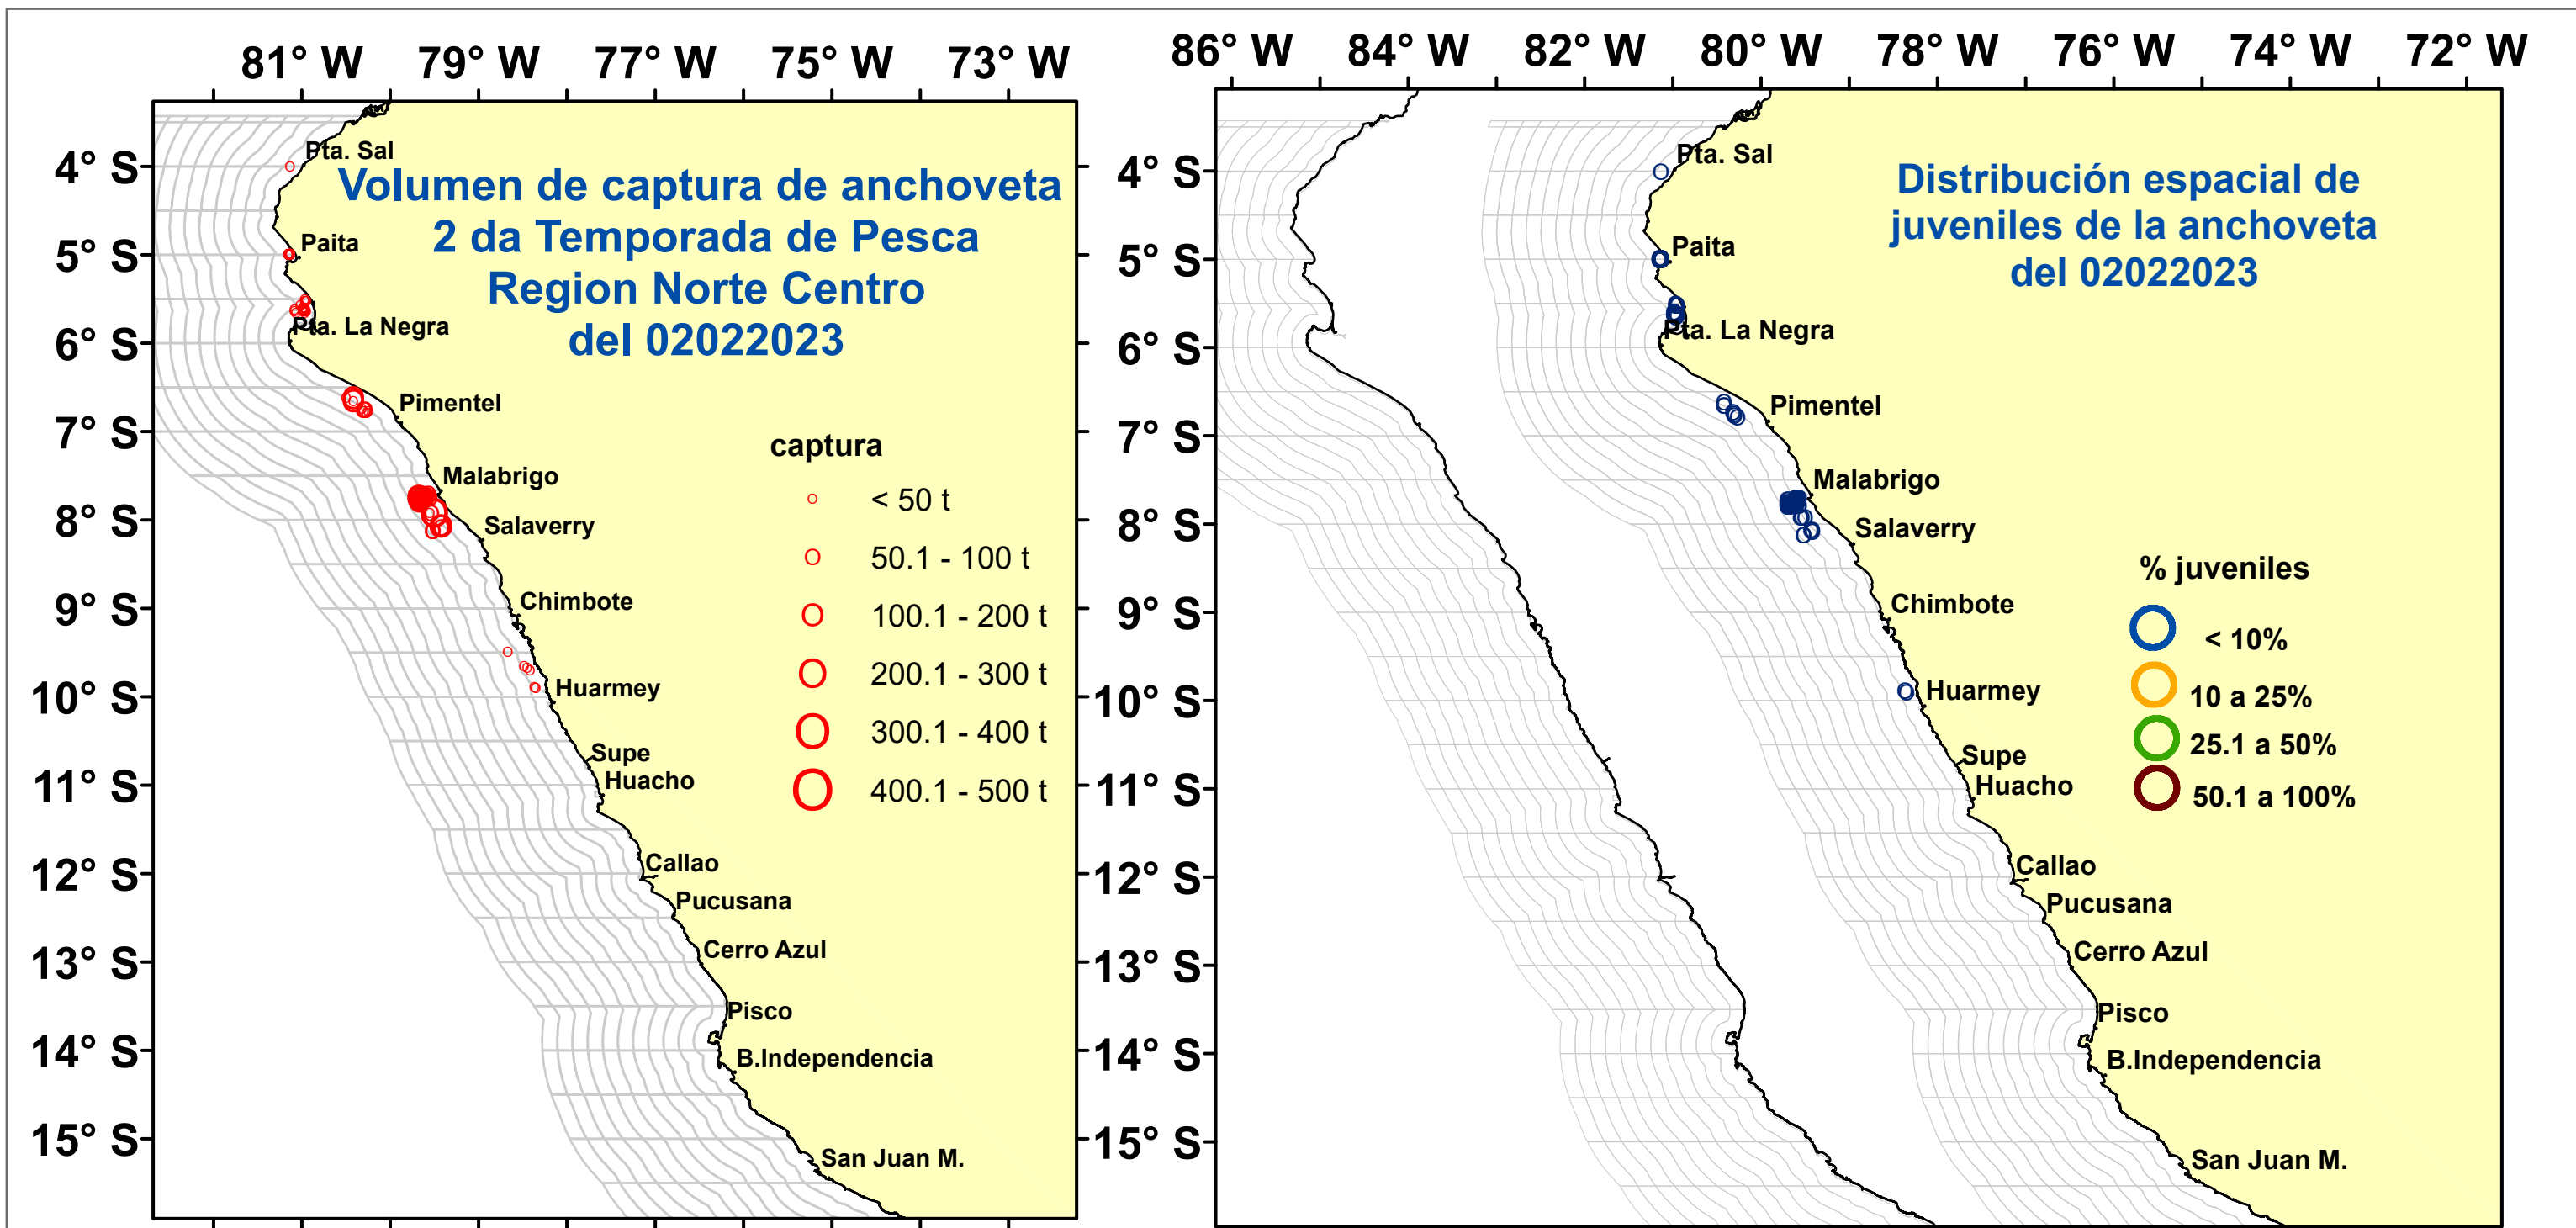 81° W 79° W 77° W 75° W 73° W
4° S
5° S
6° S
7° S
8° S
9° S
10° S
11° S
12° S
13° S
14° S
15° S
Volumen de captura de anchoveta
2 da Temporada de Pesca
Region Norte Centro
del 02022023
Pta. Sal
Paita
Pta. La Negra
Pimentel
Malabrigo
Salaverry
Chimbote
Huarmey
Supe
Huacho
Callao
Pucusana
Cerro Azul
Pisco
B.Independencia
San Juan M.
captura
< 50 t
50.1 - 100 t
100.1 - 200 t
200.1 - 300 t
300.1 - 400 t
400.1 - 500 t
86° W 84° W 82° W 80° W 78° W 76° W 74° W 72° W
4° S
5° S
6° S
7° S
8° S
9° S
10° S
11° S
12° S
13° S
14° S
15° S
Distribución espacial de
juveniles de la anchoveta
del 02022023
Pta. Sal
Paita
Pta. La Negra
Pimentel
Malabrigo
Salaverry
Chimbote
Huarmey
Supe
Huacho
Callao
Pucusana
Cerro Azul
Pisco
B.Independencia
San Juan M.
% juveniles
< 10%
10 a 25%
25.1 a 50%
50.1 a 100%